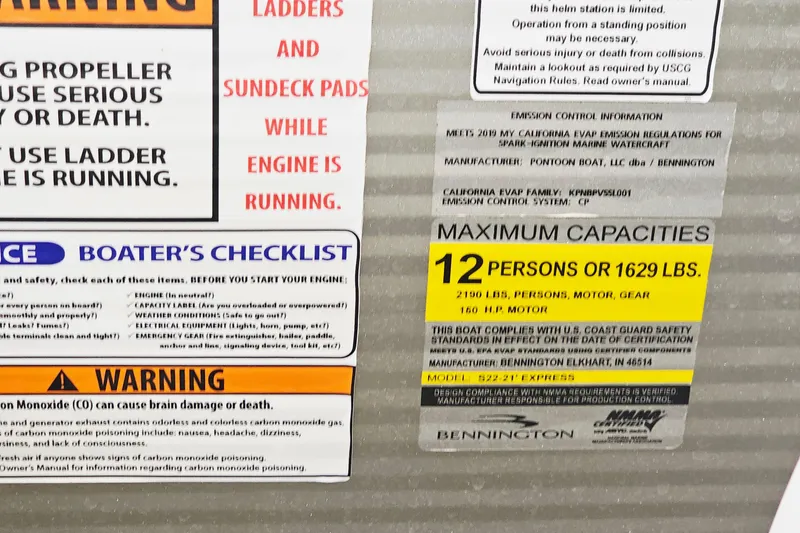 WARNING
G PROPELLER
USE SERIOUS
Y OR DEATH.
USE LADDER
E IS RUNNING.
LADDERS
AND
SUNDECK PADS
WHILE
ENGINE IS
RUNNING.
ICE BOATER'S CHECKLIST
and safety, check each of these items. BEFORE YOU START YOUR ENGINE:
✓ ENGINE (In neutral?)
r every person on board?) ✓ CAPACITY LABEL (Are you overloaded or overpowered?)
smoothly and properly?) ✓ WEATHER CONDITIONS (Safe to go out?)
? Leaks? Fumes?) ✓ ELECTRICAL EQUIPMENT (Lights, horn, pump, etc?)
le terminals clean and tight?) ✓ EMERGENCY GEAR (Fire extinguisher, bailer, paddle,
anchor and line, signaling device, tool kit, etc?)
WARNING
on Monoxide (CO) can cause brain damage or death.
ne and generator exhaust contains odorless and colorless carbon monoxide gas.
s of carbon monoxide poisoning include: nausea, headache, dizziness,
siness, and lack of consciousness.
fresh air if anyone shows signs of carbon monoxide poisoning.
Owner's Manual for information regarding carbon monoxide poisoning.
this helm station is limited.
Operation from a standing position
may be necessary.
Avoid serious injury or death from collisions.
Maintain a lookout as required by USCG
Navigation Rules. Read owner's manual.
EMISSION CONTROL INFORMATION
MEETS 2019 MY CALIFORNIA EVAP EMISSION REGULATIONS FOR
SPARK-IGNITION MARINE WATERCRAFT
MANUFACTURER: PONTOON BOAT, LLC dba / BENNINGTON
CALIFORNIA EVAP FAMILY: KPNBPVSSL001
EMISSION CONTROL SYSTEM: CP
MAXIMUM CAPACITIES
12 PERSONS OR 1629 LBS.
2190 LBS, PERSONS, MOTOR, GEAR
150 H.P. MOTOR
THIS BOAT COMPLIES WITH U.S. COAST GUARD SAFETY
STANDARDS IN EFFECT ON THE DATE OF CERTIFICATION
MEETS U.S. EPA EVAP STANDARDS USING CERTIFIED COMPONENTS
MANUFACTURER: BENNINGTON ELKHART, IN 46514
MODEL: S22-21' EXPRESS
DESIGN COMPLIANCE WITH NMMA REQUIREMENTS IS VERIFIED.
MANUFACTURER RESPONSIBLE FOR PRODUCTION CONTROL.
BENNINGTON
NMMA
CERTIFIED